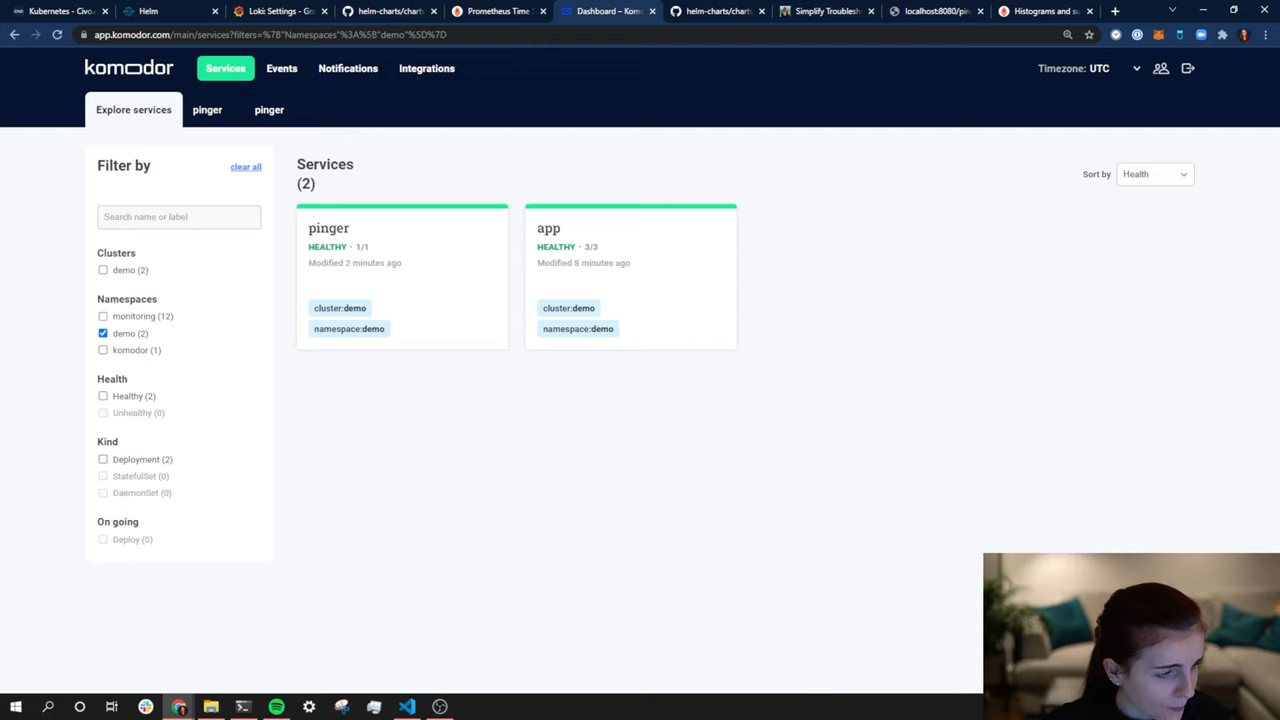 Kubernetes - Civo
Helm
Loki: Settings - Gra
helm-charts/charts
Prometheus Time
Dashboard – Kom
helm-charts/charts
Simplify Troublesh
localhost:8080/pin
Histograms and su
app.komodor.com/main/services?filters=%7B"Namespaces"%3A%5B"demo"%5D%7D
komodor
Services
Events
Notifications
Integrations
Timezone: UTC
Explore services
pinger
pinger
Filter by
clear all
Search name or label
Clusters
demo (2)
Namespaces
monitoring (12)
demo (2)
komodor (1)
Health
Healthy (2)
Unhealthy (0)
Kind
Deployment (2)
StatefulSet (0)
DaemonSet (0)
On going
Deploy (0)
Services
(2)
Sort by
Health
pinger
HEALTHY · 1/1
Modified 2 minutes ago
cluster:demo
namespace:demo
app
HEALTHY · 3/3
Modified 8 minutes ago
cluster:demo
namespace:demo